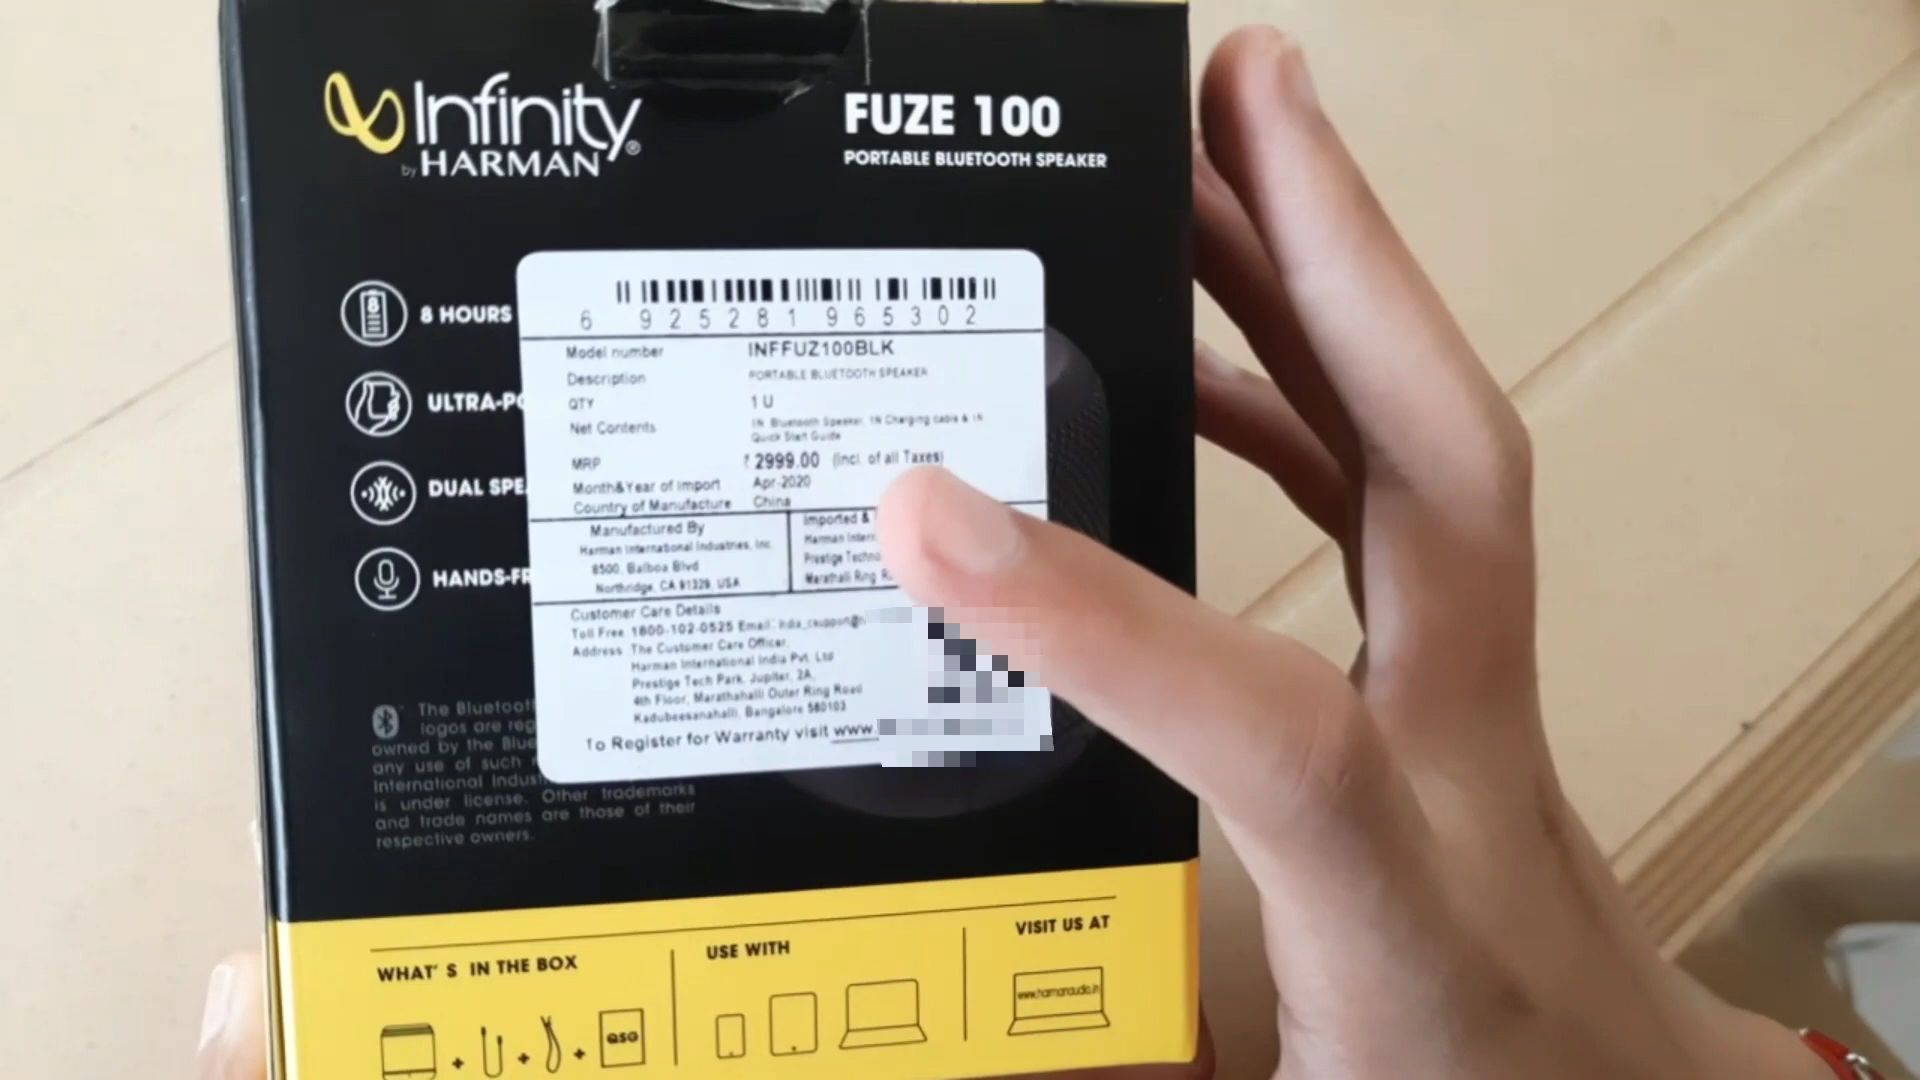 Infinity®
by HARMAN
FUZE 100
PORTABLE BLUETOOTH SPEAKER
8 HOURS
ULTRA-PO
DUAL SPE
HANDS-FR
6 925281 965302
Model number INFFUZ100BLK
Description PORTABLE BLUETOOTH SPEAKER
QTY 1 U
Net Contents 1N Bluetooth Speaker, 1N Charging cable & 1N
Quick Start Guide
MRP ₹ 2999.00 (Incl. of all Taxes)
Month&Year of Import Apr-2020
Country of Manufacture China
Manufactured By
Harman International Industries, Inc
8500, Balboa Blvd
Northridge, CA 91329, USA
Imported &
Harman Intern
Prestige Techno
Marathali Ring R
Customer Care Details
Toll Free 1800-102-0525 Email: india_csupport@
Address The Customer Care Officer,
Harman International India Pvt. Ltd
Prestige Tech Park, Jupiter, 2A,
4th Floor, Marathahalli Outer Ring Road
Kadubeesanahalli, Bangalore 560103
To Register for Warranty visit www.
The Bluetooth
logos are reg
owned by the Blue
any use of such
International Indust
is under license. Other trademarks
and trade names are those of their
respective owners.
WHAT' S IN THE BOX
QSG
USE WITH
VISIT US AT
www.harmanaudio.in